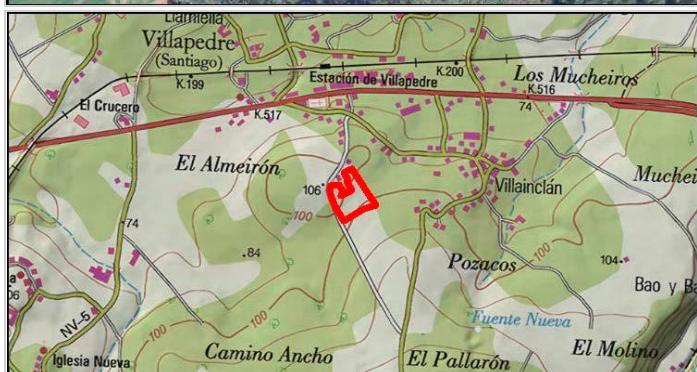 Villapedre
(Santiago)
K.199
Estación de Villapedre
K.200
Los Mucheiros
K.516
74
El Crucero
K.517
El Almeirón
106
100
Villainclán
Muchei
74
84
Pozacos
100
104
Bao y B
06
NV-5
100
Fuente Nueva
Iglesia Nueva
Camino Ancho
El Pallarón
El Molino
100